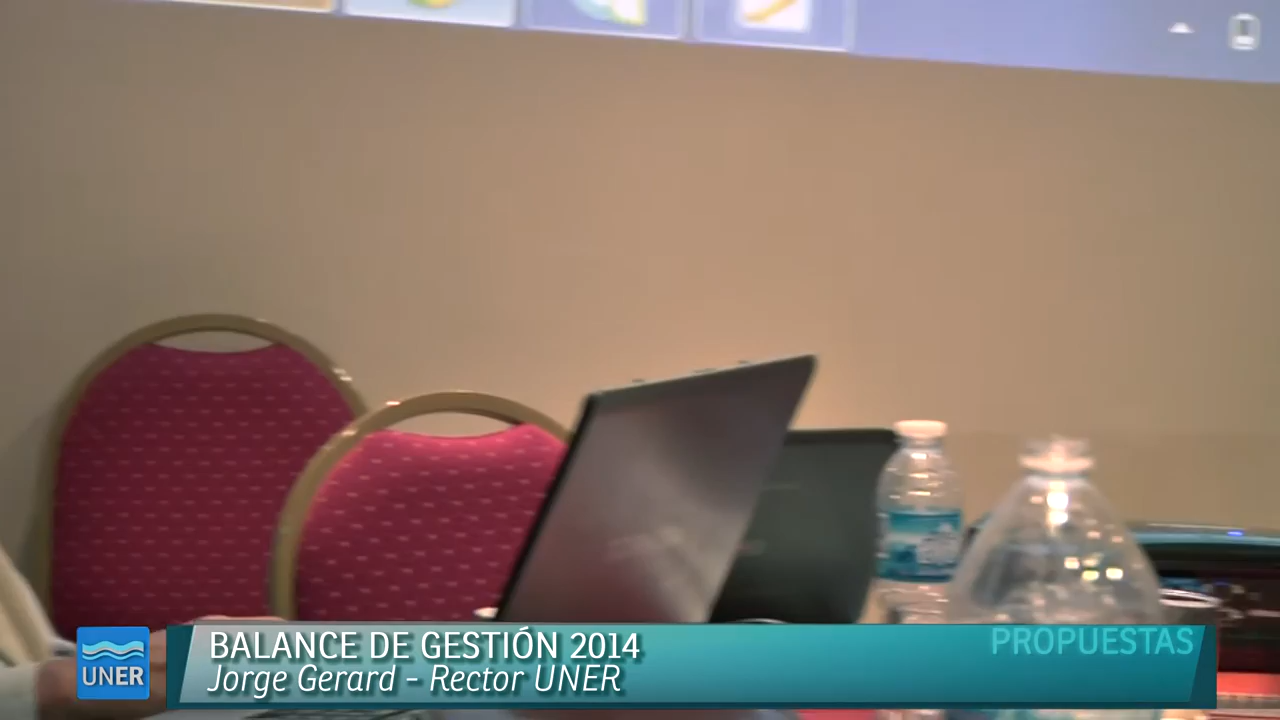 BALANCE DE GESTIÓN 2014
PROPUESTAS
Jorge Gerard - Rector UNER
UNER